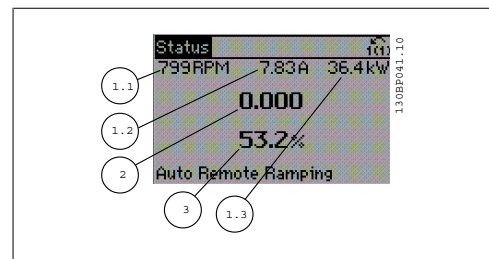 Status 1(1)
799RPM 7.83A 36.4kW
0.000
53.2%
Auto Remote Ramping
1.1
1.2
2
3
1.3
130BP041.10